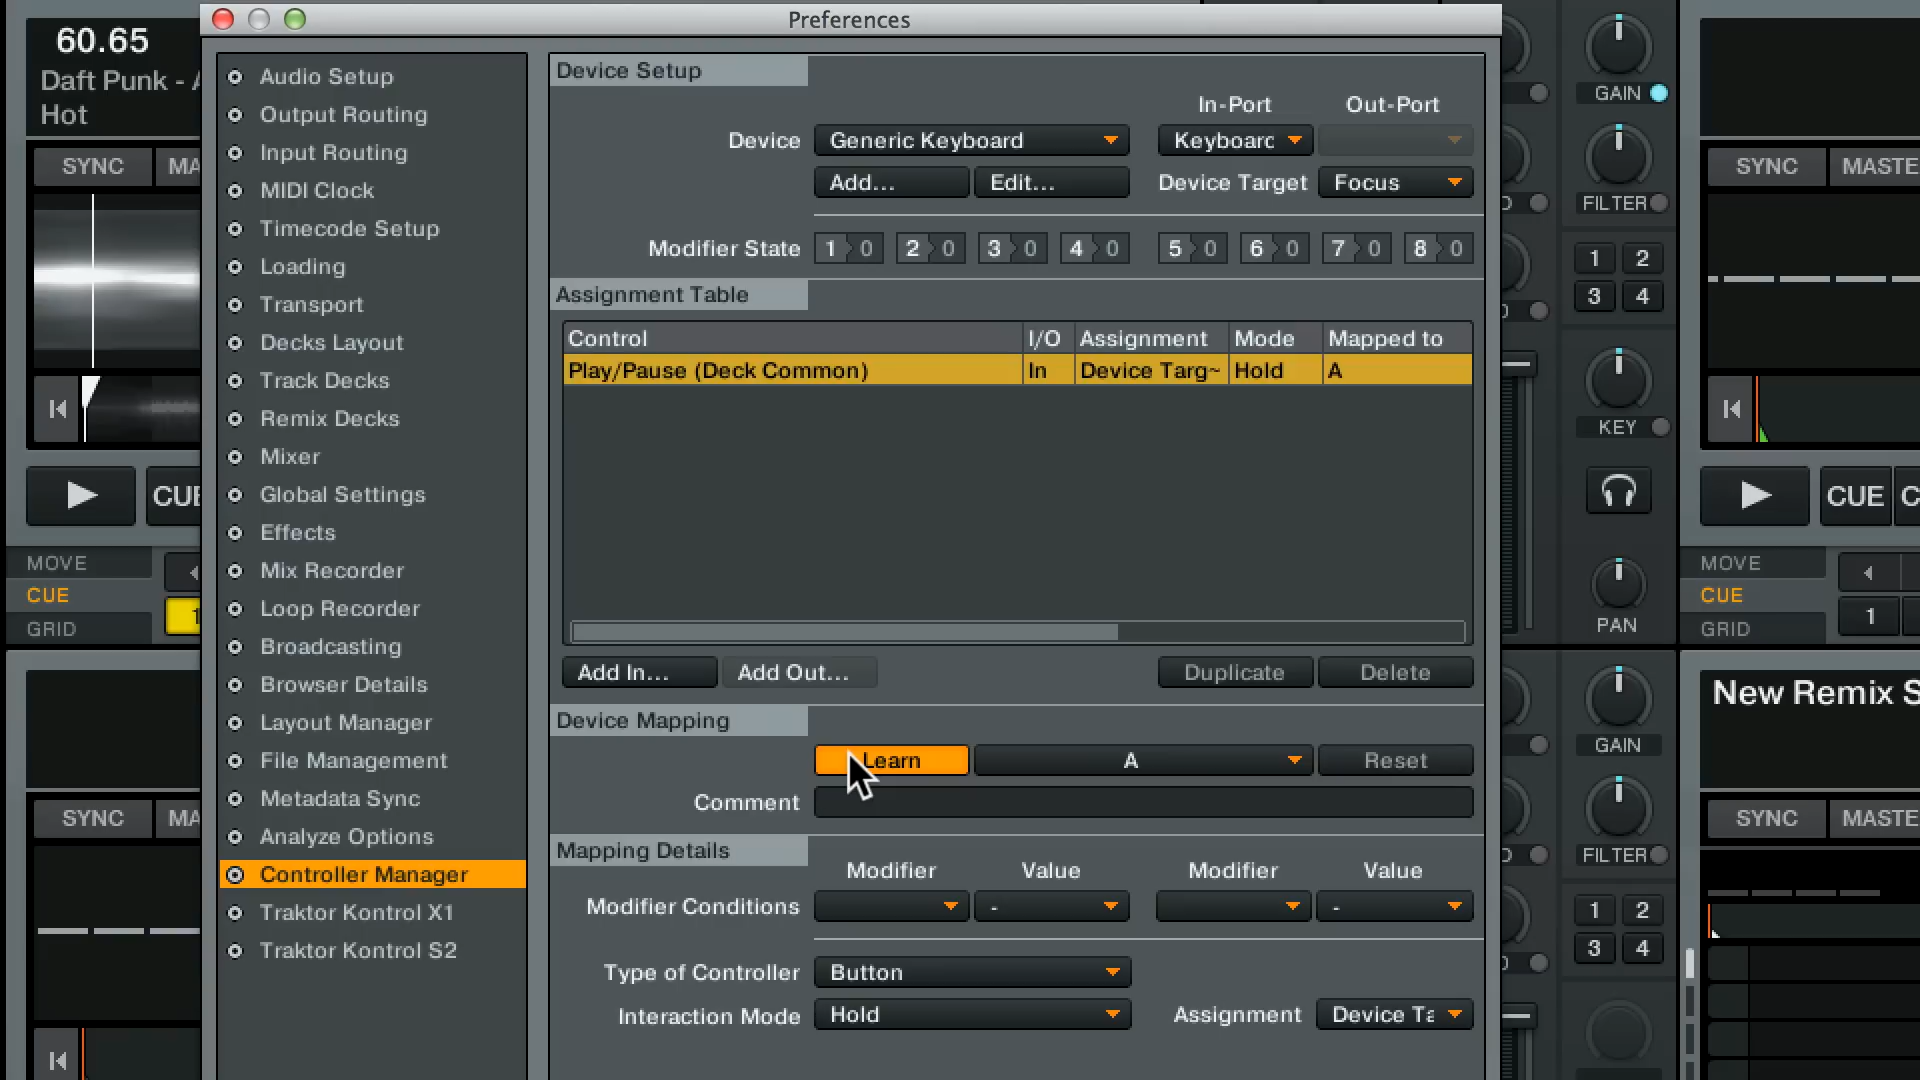 Preferences
60.65
Daft Punk -
Hot
SYNC
CUE
MOVE
CUE
GRID
1
SYNC
Audio Setup
Output Routing
Input Routing
MIDI Clock
Timecode Setup
Loading
Transport
Decks Layout
Track Decks
Remix Decks
Mixer
Global Settings
Effects
Mix Recorder
Loop Recorder
Broadcasting
Browser Details
Layout Manager
File Management
Metadata Sync
Analyze Options
Controller Manager
Traktor Kontrol X1
Traktor Kontrol S2
Device Setup
In-Port Out-Port
Device Generic Keyboard Keyboarc
Add... Edit... Device Target Focus
Modifier State 1 0 2 0 3 0 4 0 5 0 6 0 7 0 8 0
Assignment Table
Control I/O Assignment Mode Mapped to
Play/Pause (Deck Common) In Device Targ~ Hold A
Add In... Add Out... Duplicate Delete
Device Mapping
Learn A Reset
Comment
Mapping Details
Modifier Value Modifier Value
Modifier Conditions - -
Type of Controller Button
Interaction Mode Hold Assignment Device Ta
GAIN
FILTER
1 2
3 4
KEY
PAN
GAIN
FILTER
1 2
3 4
SYNC MASTE
CUE C
MOVE
CUE
GRID
1
New Remix S
SYNC MASTE